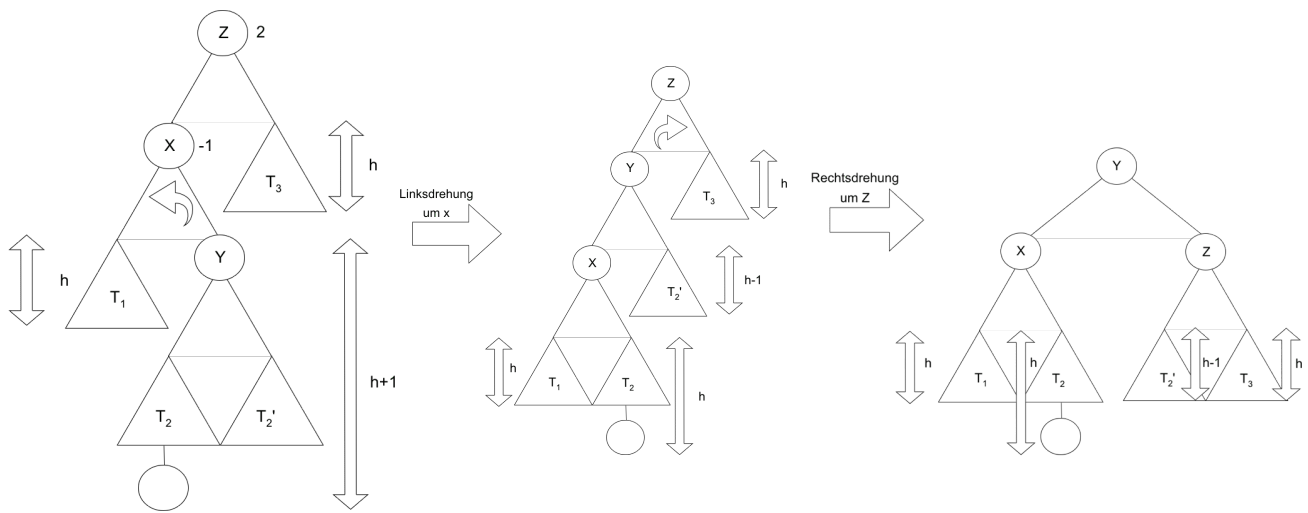 Z 2
X -1
T3
h
h
T1
Y
h+1
T2
T2'
Linksdrehung
um x
Z
Y
T3
h
X
T2'
h-1
h
T1
T2
h
Rechtsdrehung
um Z
Y
X
Z
h
T1
h
T2
T2'
h-1
T3
h